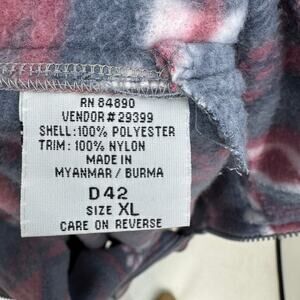 RN 84890
VENDOR # 29399
SHELL: 100% POLYESTER
TRIM: 100% NYLON
MADE IN
MYANMAR / BURMA
D42
SIZE XL
CARE ON REVERSE